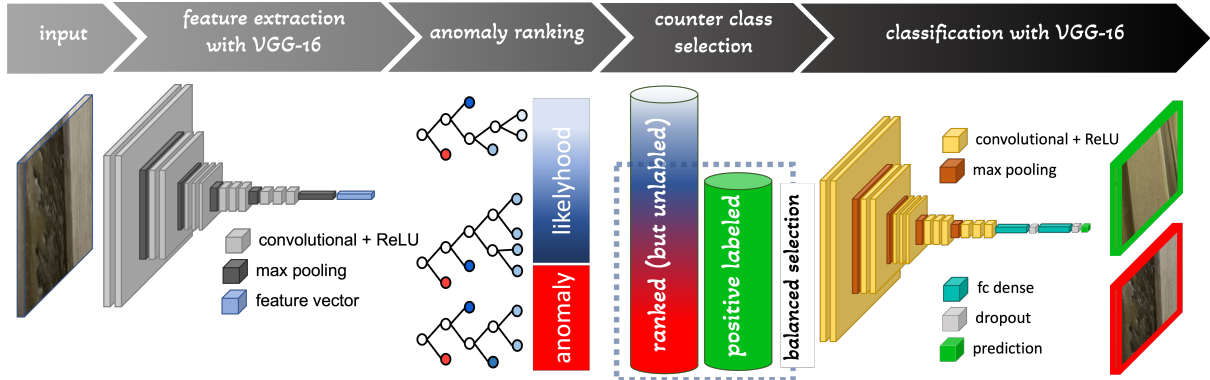 input
feature extraction
with VGG-16
anomaly ranking
counter class
selection
classification with VGG-16
convolutional + ReLU
max pooling
feature vector
likelyhood
anomaly
ranked (but unlabled)
positive labeled
balanced selection
convolutional + ReLU
max pooling
fc dense
dropout
prediction